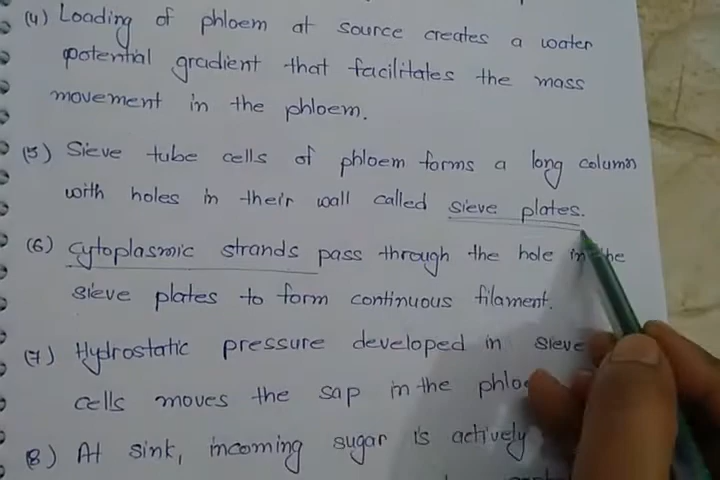 (4) Loading of phloem at source creates a water
potential gradient that facilitates the mass
movement in the phloem.
(5) Sieve tube cells of phloem forms a long column
with holes in their wall called sieve plates.
(6) Cytoplasmic strands pass through the hole in the
sieve plates to form continuous filament.
(7) Hydrostatic pressure developed in sieve
cells moves the sap in the
(8) At sink, incoming sugar is actively